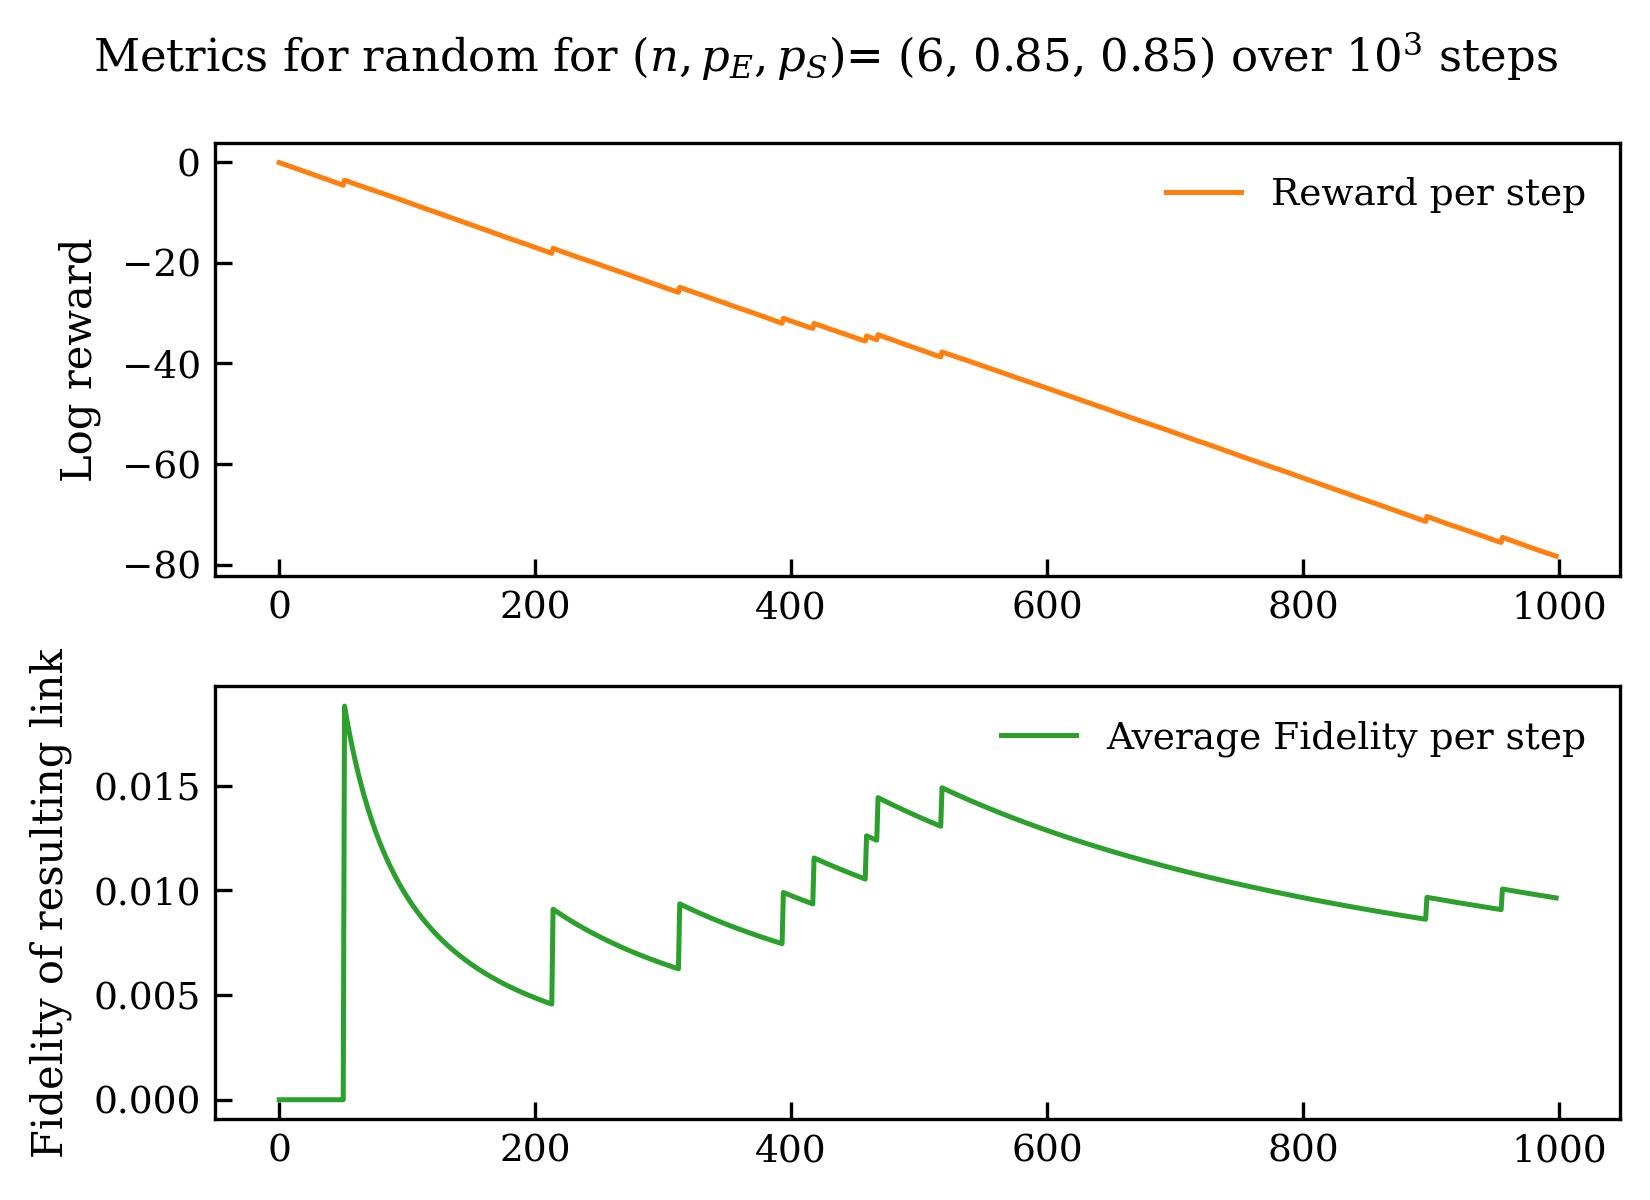 Metrics for random for (n, p_E, p_S)= (6, 0.85, 0.85) over 10³ steps
Log reward
0
−20
−40
−60
−80
Reward per step
0 200 400 600 800 1000
Fidelity of resulting link
0.015
0.010
0.005
0.000
Average Fidelity per step
0 200 400 600 800 1000